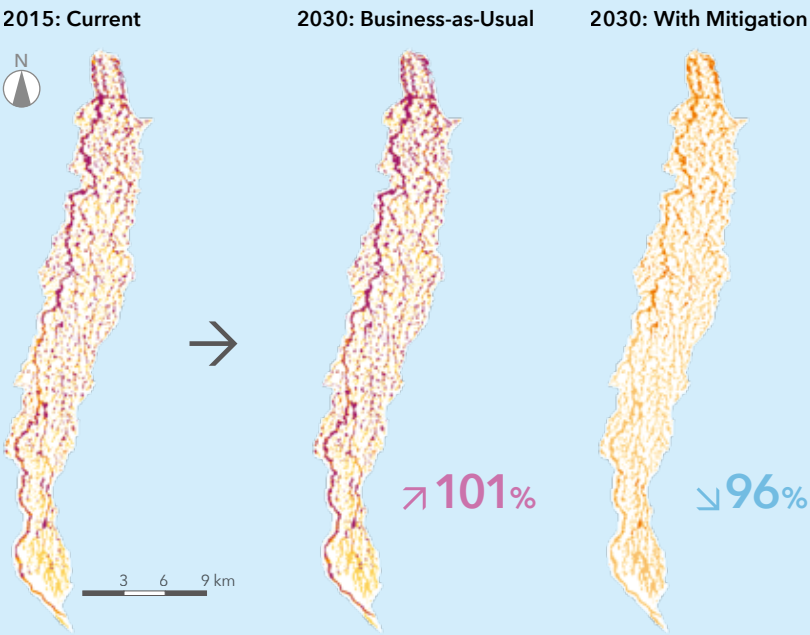 2015: Current
2030: Business-as-Usual
2030: With Mitigation
N
101%
96%
3 6 9 km